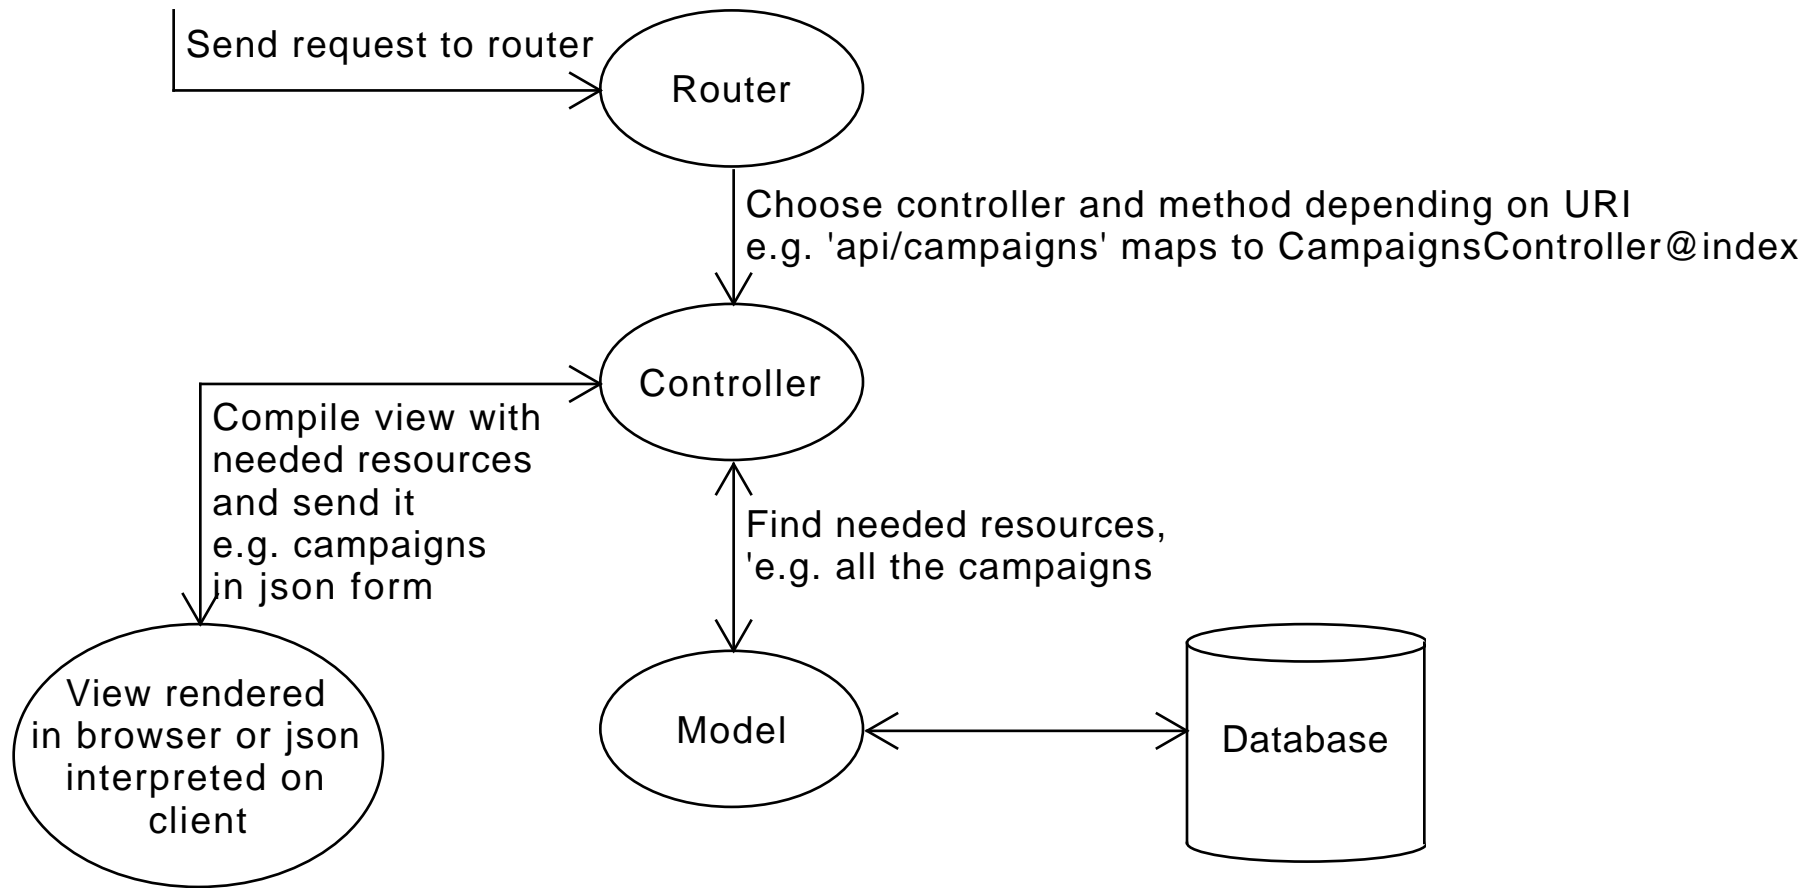 Send request to router
Router
Choose controller and method depending on URI
e.g. 'api/campaigns' maps to CampaignsController@index
Controller
Compile view with
needed resources
and send it
e.g. campaigns
in json form
Find needed resources,
'e.g. all the campaigns
View rendered
in browser or json
interpreted on
client
Model
Database